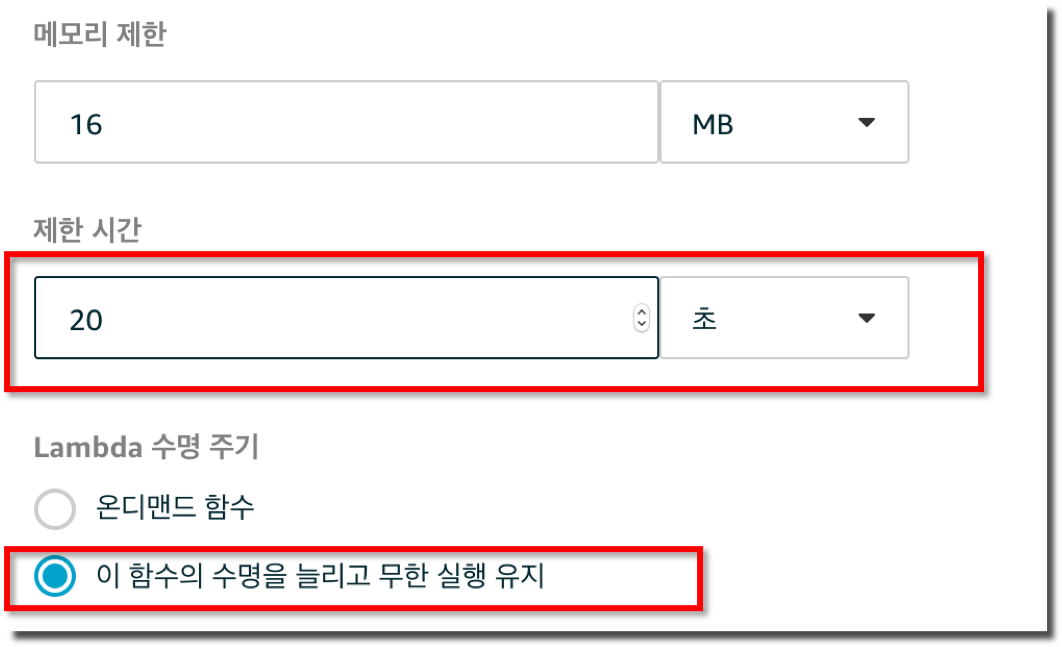 메모리 제한
16 MB
제한 시간
20 초
Lambda 수명 주기
온디맨드 함수
이 함수의 수명을 늘리고 무한 실행 유지